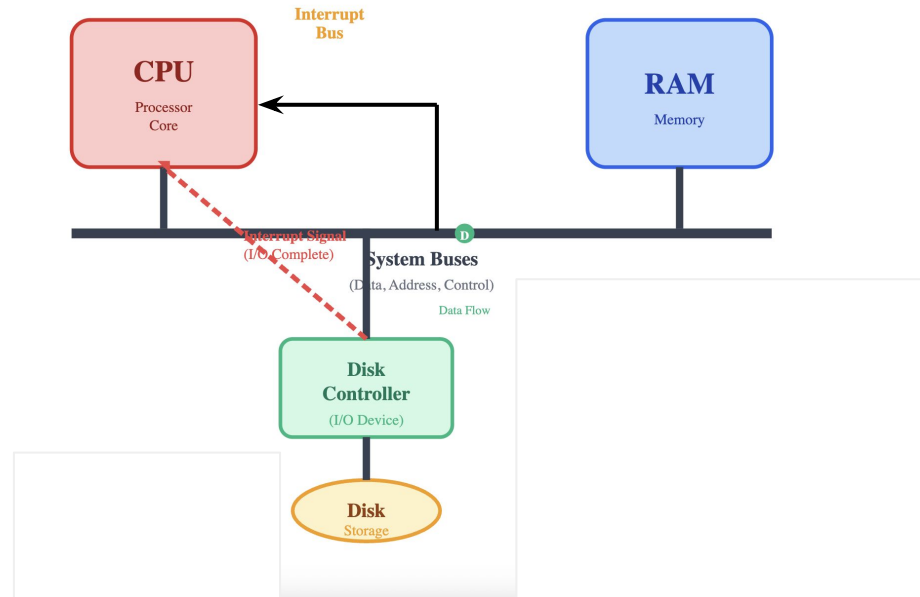 Interrupt
Bus
CPU
Processor
Core
RAM
Memory
D
Interrupt Signal
(I/O Complete)
System Buses
(Data, Address, Control)
Data Flow
Disk
Controller
(I/O Device)
Disk
Storage